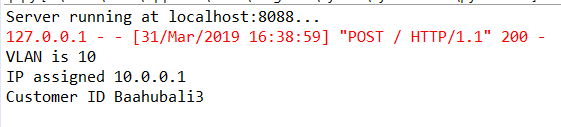 Server running at localhost:8088...
127.0.0.1 - - [31/Mar/2019 16:38:59] "POST / HTTP/1.1" 200 -
VLAN is 10
IP assigned 10.0.0.1
Customer ID Baahubali3